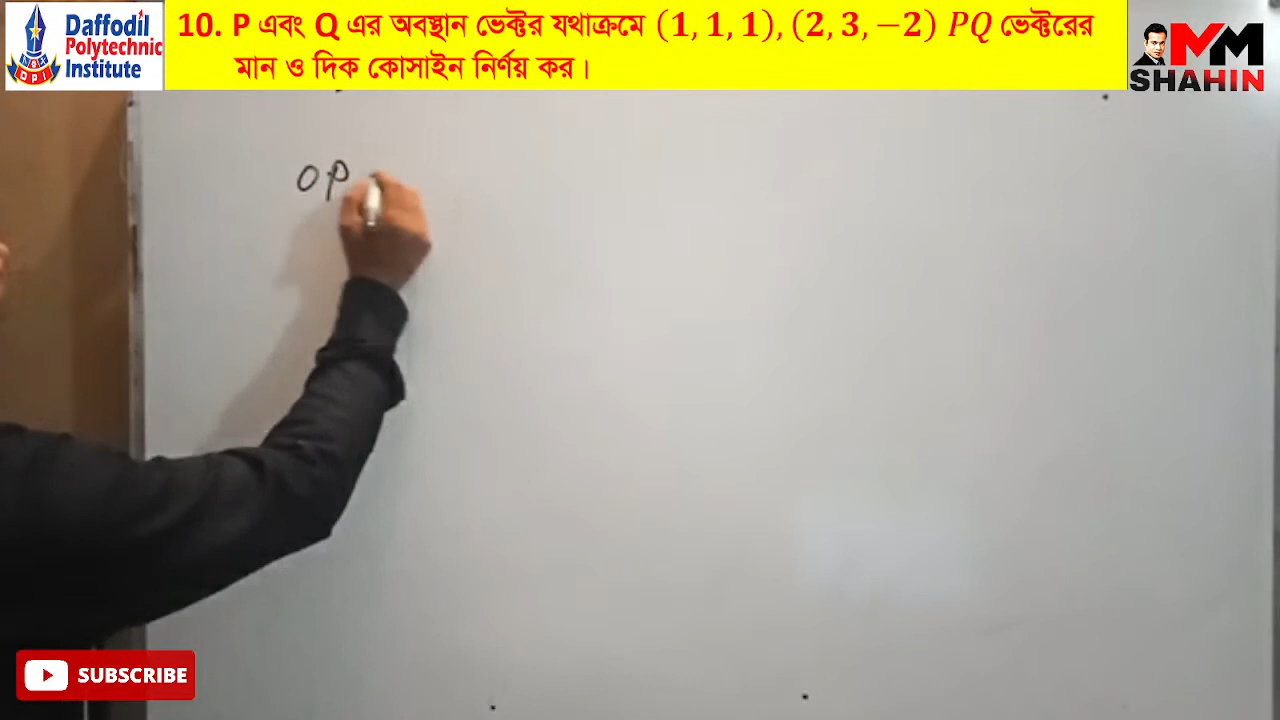 Daffodil
Polytechnic
Institute
DPI
10. P এবং Q এর অবস্থান ভেক্টর যথাক্রমে (1, 1, 1), (2, 3, −2) PQ ভেক্টরের
মান ও দিক কোসাইন নির্ণয় কর।
MM
SHAHIN
OP
SUBSCRIBE